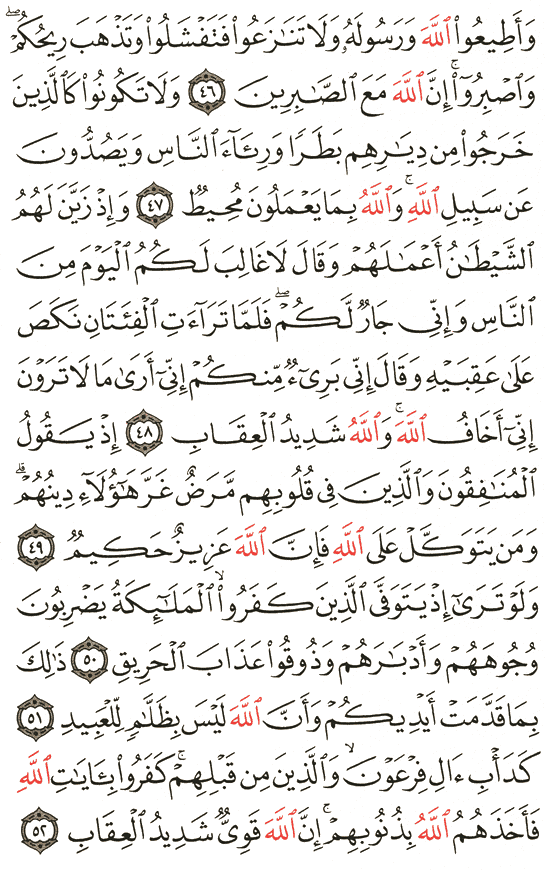 وَأَطِيعُوا۟ ٱللَّهَ وَرَسُولَهُۥ وَلَا تَنَـٰزَعُوا۟ فَتَفْشَلُوا۟ وَتَذْهَبَ رِيحُكُمْ ۖ
وَٱصْبِرُوٓا۟ ۚ إِنَّ ٱللَّهَ مَعَ ٱلصَّـٰبِرِينَ ٤٦ وَلَا تَكُونُوا۟ كَٱلَّذِينَ
خَرَجُوا۟ مِن دِيَـٰرِهِم بَطَرًا وَرِئَآءَ ٱلنَّاسِ وَيَصُدُّونَ
عَن سَبِيلِ ٱللَّهِ ۚ وَٱللَّهُ بِمَا يَعْمَلُونَ مُحِيطٌ ٤٧ وَإِذْ زَيَّنَ لَهُمُ
ٱلشَّيْطَـٰنُ أَعْمَـٰلَهُمْ وَقَالَ لَا غَالِبَ لَكُمُ ٱلْيَوْمَ مِنَ
ٱلنَّاسِ وَإِنِّى جَارٌ لَّكُمْ ۖ فَلَمَّا تَرَآءَتِ ٱلْفِئَتَانِ نَكَصَ
عَلَىٰ عَقِبَيْهِ وَقَالَ إِنِّى بَرِىٓءٌ مِّنكُمْ إِنِّىٓ أَرَىٰ مَا لَا تَرَوْنَ
إِنِّىٓ أَخَافُ ٱللَّهَ ۚ وَٱللَّهُ شَدِيدُ ٱلْعِقَابِ ٤٨ إِذْ يَقُولُ
ٱلْمُنَـٰفِقُونَ وَٱلَّذِينَ فِى قُلُوبِهِم مَّرَضٌ غَرَّ هَـٰٓؤُلَآءِ دِينُهُمْ ۗ
وَمَن يَتَوَكَّلْ عَلَى ٱللَّهِ فَإِنَّ ٱللَّهَ عَزِيزٌ حَكِيمٌ ٤٩
وَلَوْ تَرَىٰٓ إِذْ يَتَوَفَّى ٱلَّذِينَ كَفَرُوا۟ ۙ ٱلْمَلَـٰٓئِكَةُ يَضْرِبُونَ
وُجُوهَهُمْ وَأَدْبَـٰرَهُمْ وَذُوقُوا۟ عَذَابَ ٱلْحَرِيقِ ٥٠ ذَٰلِكَ
بِمَا قَدَّمَتْ أَيْدِيكُمْ وَأَنَّ ٱللَّهَ لَيْسَ بِظَلَّـٰمٍ لِّلْعَبِيدِ ٥١
كَدَأْبِ ءَالِ فِرْعَوْنَ ۙ وَٱلَّذِينَ مِن قَبْلِهِمْ ۚ كَفَرُوا۟ بِـَٔايَـٰتِ ٱللَّهِ
فَأَخَذَهُمُ ٱللَّهُ بِذُنُوبِهِمْ ۗ إِنَّ ٱللَّهَ قَوِىٌّ شَدِيدُ ٱلْعِقَابِ ٥٢